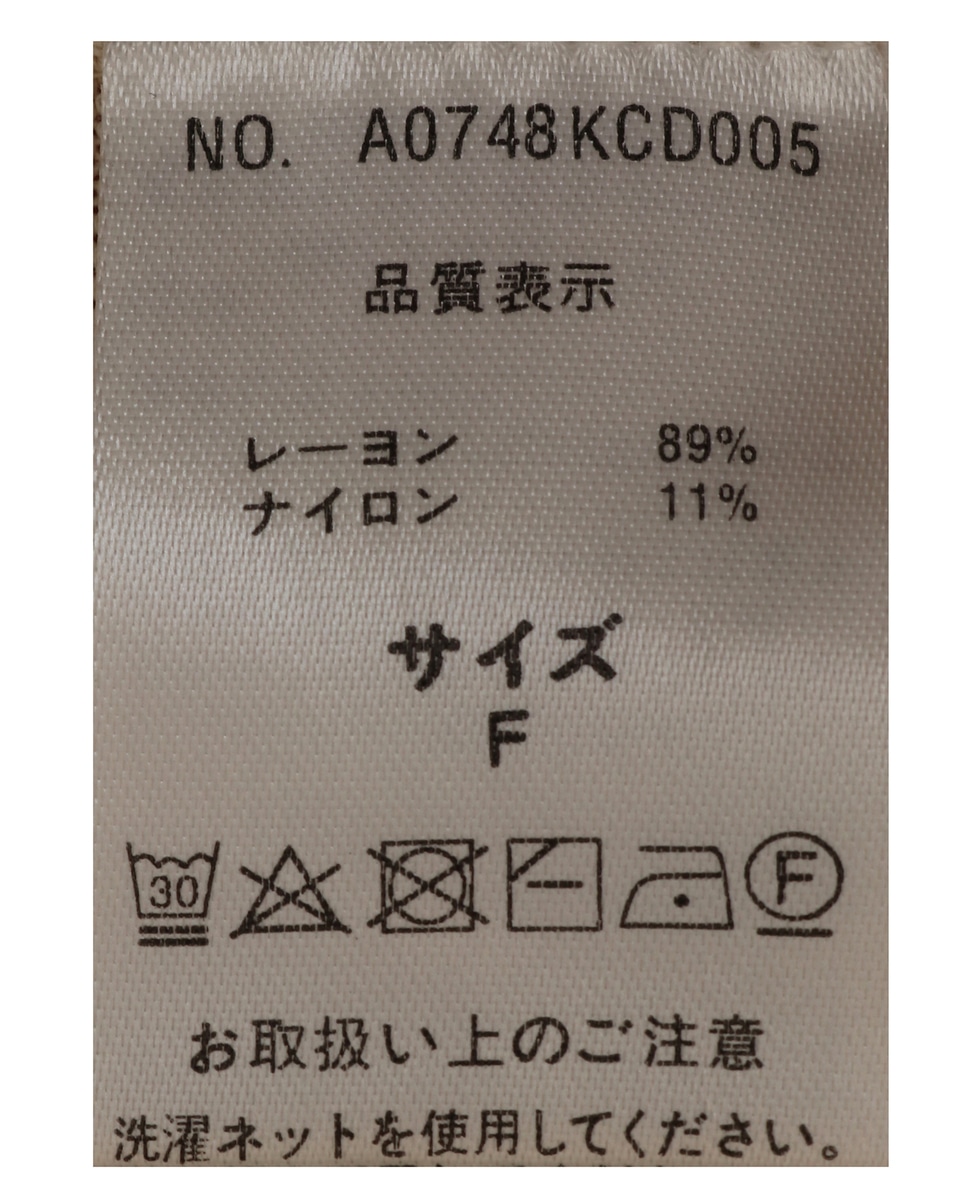 NO. A0748KCD005
品質表示
レーヨン 89%
ナイロン 11%
サイズ
F
30 F
お取扱い上のご注意
洗濯ネットを使用してください。